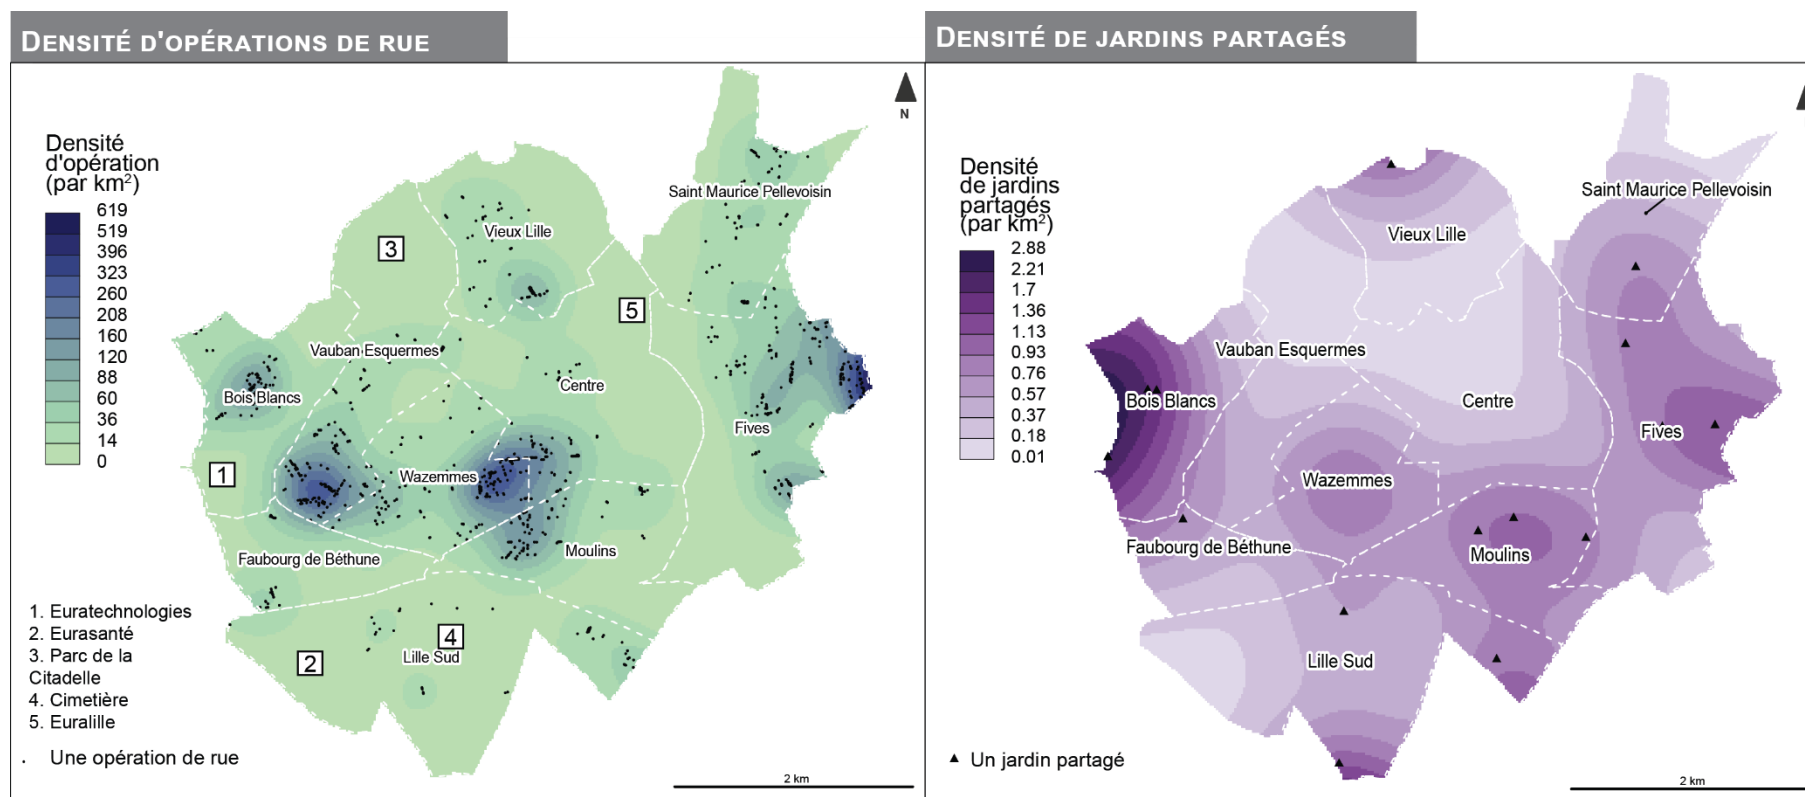 DENSITÉ D'OPÉRATIONS DE RUE
Densité
d'opération
(par km²)
619
519
396
323
260
208
160
120
88
60
36
14
0
N
Saint Maurice Pellevoisin
Vieux Lille
3
5
Vauban Esquermes
Centre
Bois Blancs
Fives
Wazemmes
1
Moulins
Faubourg de Béthune
4
Lille Sud
2
1. Euratechnologies
2. Eurasanté
3. Parc de la
Citadelle
4. Cimetière
5. Euralille
Une opération de rue
2 km
DENSITÉ DE JARDINS PARTAGÉS
Densité
de jardins
partagés
(par km²)
2.88
2.21
1.7
1.36
1.13
0.93
0.76
0.57
0.37
0.18
0.01
Saint Maurice Pellevoisin
Vieux Lille
Vauban Esquermes
Bois Blancs
Centre
Fives
Wazemmes
Faubourg de Béthune
Moulins
Lille Sud
Un jardin partagé
2 km